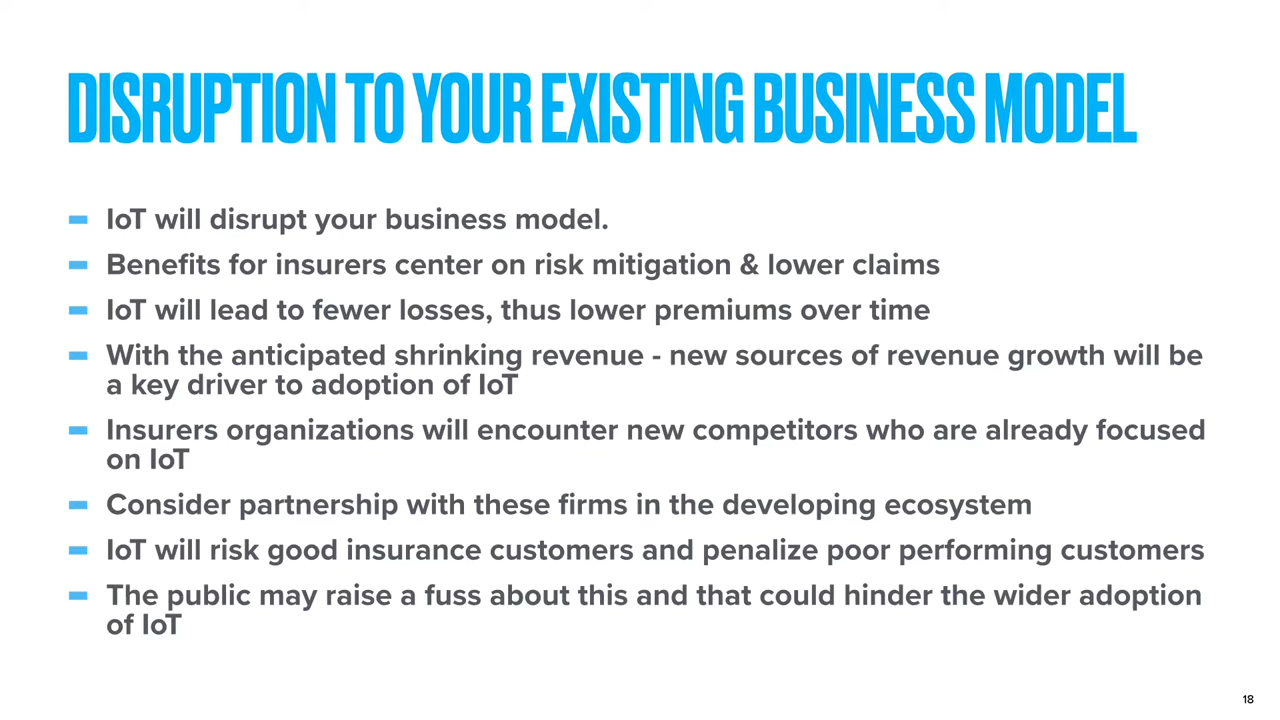 DISRUPTION TO YOUR EXISTING BUSINESS MODEL
IoT will disrupt your business model.
Benefits for insurers center on risk mitigation & lower claims
IoT will lead to fewer losses, thus lower premiums over time
With the anticipated shrinking revenue - new sources of revenue growth will be
a key driver to adoption of IoT
Insurers organizations will encounter new competitors who are already focused
on IoT
Consider partnership with these firms in the developing ecosystem
IoT will risk good insurance customers and penalize poor performing customers
The public may raise a fuss about this and that could hinder the wider adoption
of IoT
18